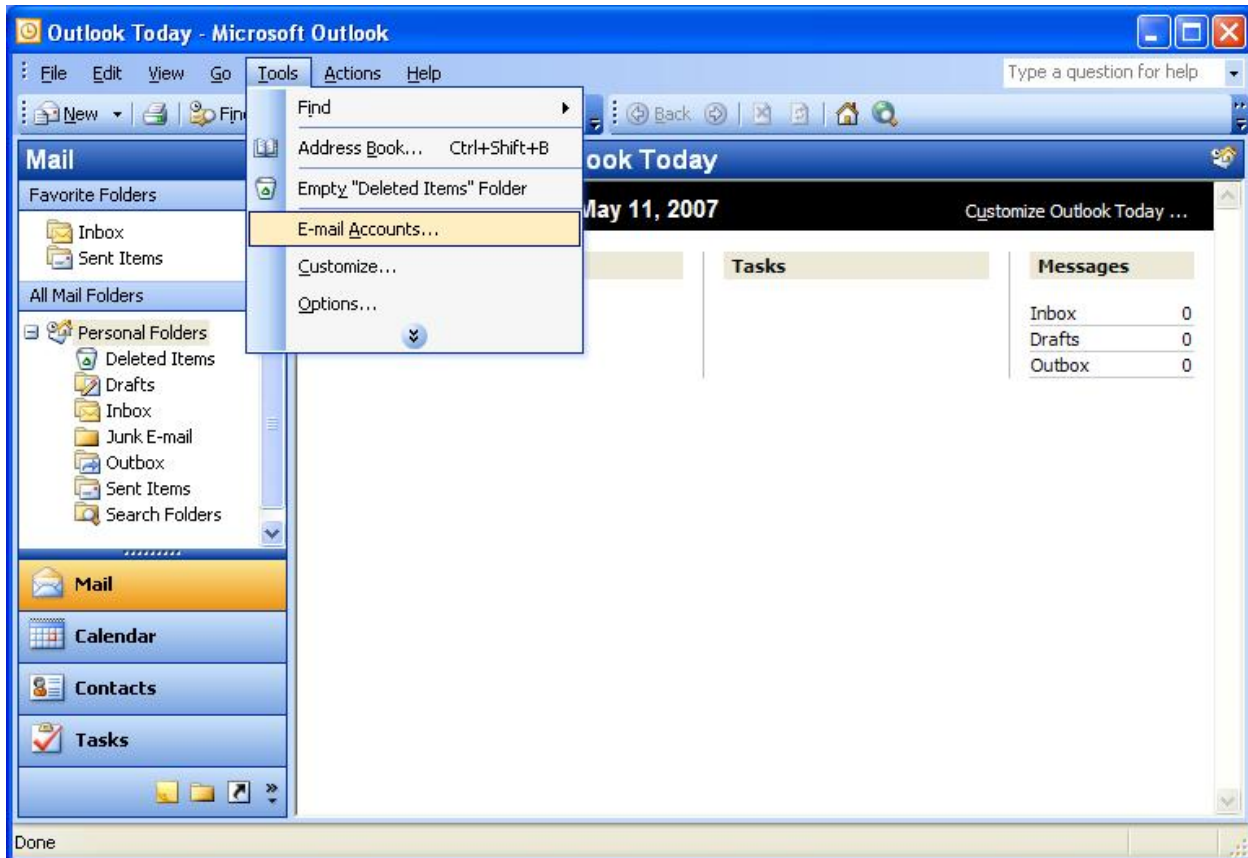 Outlook Today - Microsoft Outlook
File Edit View Go Tools Actions Help
Type a question for help
New
Back
Find
Address Book... Ctrl+Shift+B
Empty "Deleted Items" Folder
E-mail Accounts...
Customize...
Options...
Mail
Favorite Folders
Inbox
Sent Items
All Mail Folders
Personal Folders
Deleted Items
Drafts
Inbox
Junk E-mail
Outbox
Sent Items
Search Folders
Mail
Calendar
Contacts
Tasks
ook Today
May 11, 2007
Customize Outlook Today ...
Tasks
Messages
Inbox 0
Drafts 0
Outbox 0
Done